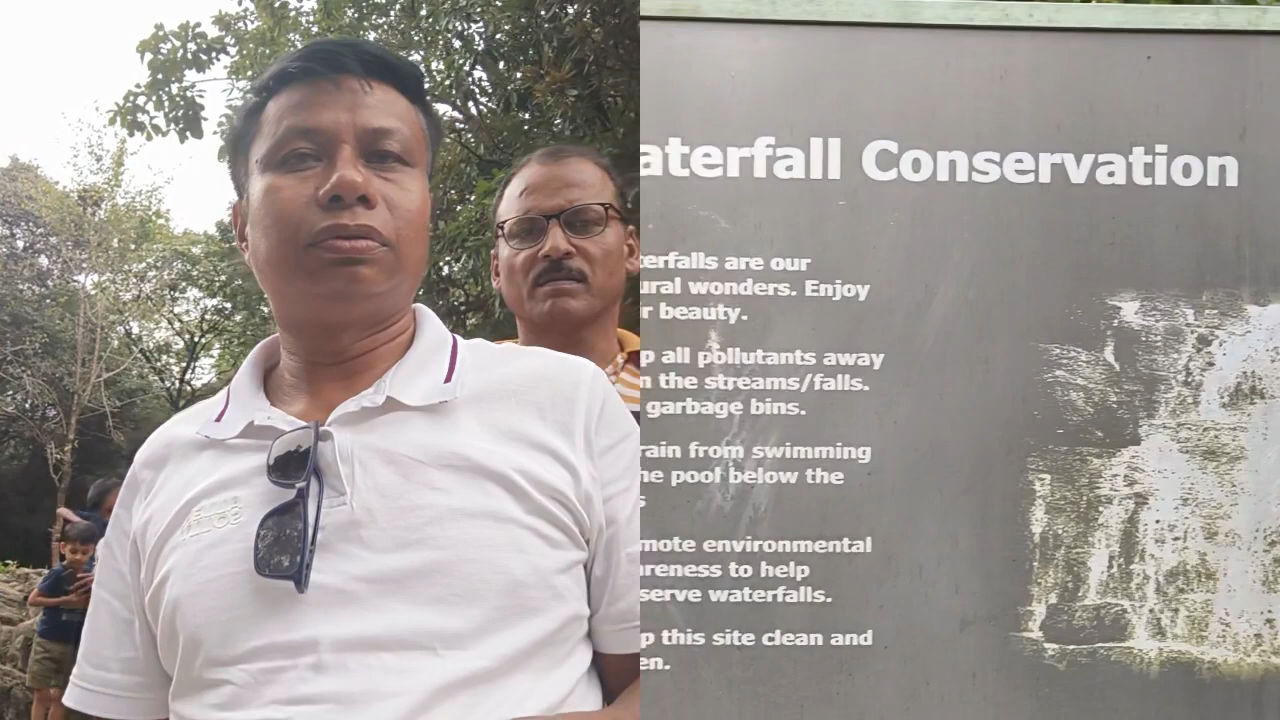 aterfall Conservation
terfalls are our
ural wonders. Enjoy
r beauty.
p all pollutants away
n the streams/falls.
garbage bins.
rain from swimming
he pool below the
s
mote environmental
areness to help
serve waterfalls.
p this site clean and
en.